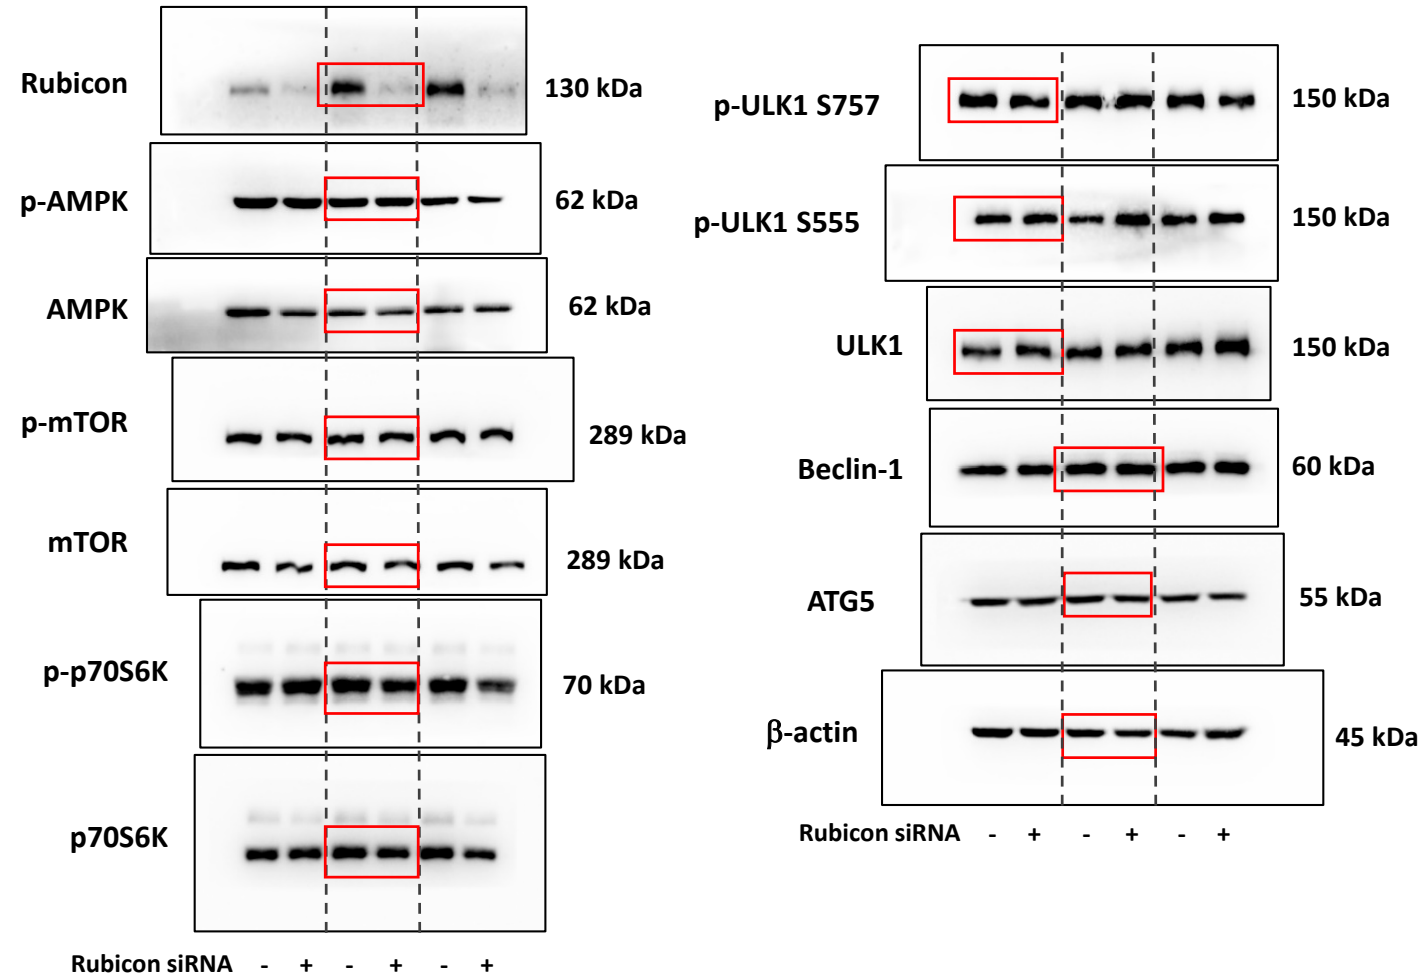 Rubicon
130 kDa
p-AMPK
62 kDa
AMPK
62 kDa
p-mTOR
289 kDa
mTOR
289 kDa
p-p70S6K
70 kDa
p70S6K
Rubicon siRNA - + - + - +
p-ULK1 S757
150 kDa
p-ULK1 S555
150 kDa
ULK1
150 kDa
Beclin-1
60 kDa
ATG5
55 kDa
β-actin
45 kDa
Rubicon siRNA - + - + - +